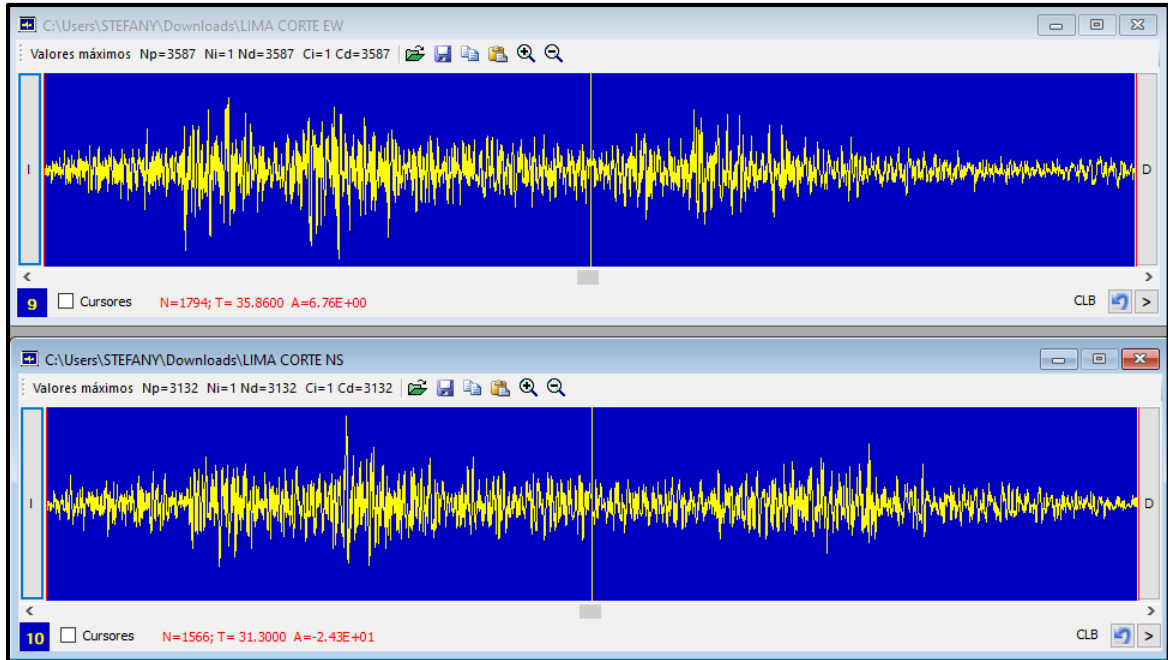 C:\Users\STEFANY\Downloads\LIMA CORTE EW
Valores máximos Np=3587 Ni=1 Nd=3587 Ci=1 Cd=3587
I
D
9 Cursores N=1794; T= 35.8600 A=6.76E+00 CLB >
C:\Users\STEFANY\Downloads\LIMA CORTE NS
Valores máximos Np=3132 Ni=1 Nd=3132 Ci=1 Cd=3132
I
D
10 Cursores N=1566; T= 31.3000 A=-2.43E+01 CLB >